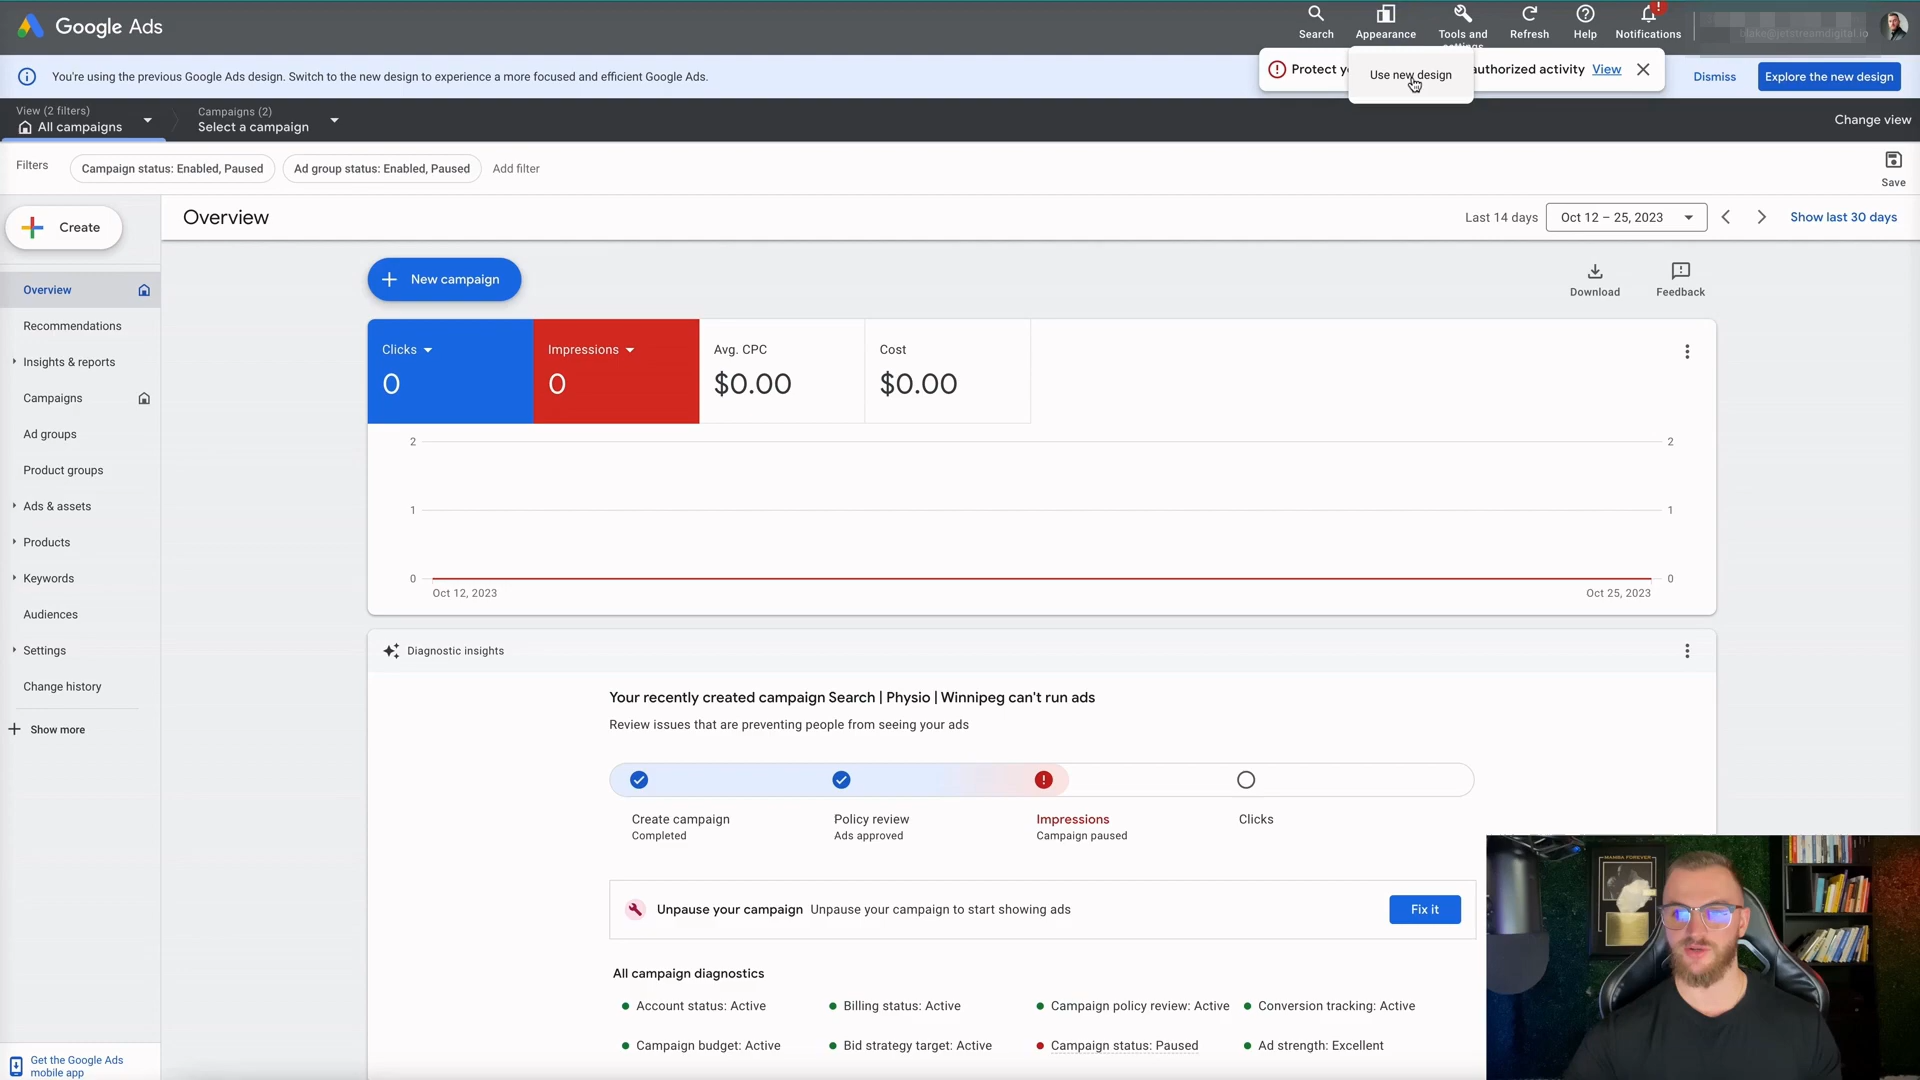 Google Ads
Search
Appearance
Tools and
settings
Refresh
Help
Notifications
blake@jetstreamdigital.io
You're using the previous Google Ads design. Switch to the new design to experience a more focused and efficient Google Ads.
Protect
Use new design
authorized activity
View
Dismiss
Explore the new design
View (2 filters)
All campaigns
Campaigns (2)
Select a campaign
Change view
Filters
Campaign status: Enabled, Paused
Ad group status: Enabled, Paused
Add filter
Save
Create
Overview
Last 14 days
Oct 12 – 25, 2023
Show last 30 days
Overview
Recommendations
Insights & reports
Campaigns
Ad groups
Product groups
Ads & assets
Products
Keywords
Audiences
Settings
Change history
Show more
Get the Google Ads
mobile app
New campaign
Download
Feedback
Clicks
0
Impressions
0
Avg. CPC
$0.00
Cost
$0.00
2
2
1
1
0
0
Oct 12, 2023
Oct 25, 2023
Diagnostic insights
Your recently created campaign Search | Physio | Winnipeg can't run ads
Review issues that are preventing people from seeing your ads
Create campaign
Completed
Policy review
Ads approved
Impressions
Campaign paused
Clicks
Unpause your campaign Unpause your campaign to start showing ads
Fix it
All campaign diagnostics
Account status: Active
Billing status: Active
Campaign policy review: Active
Conversion tracking: Active
Campaign budget: Active
Bid strategy target: Active
Campaign status: Paused
Ad strength: Excellent
MAMBA FOREVER